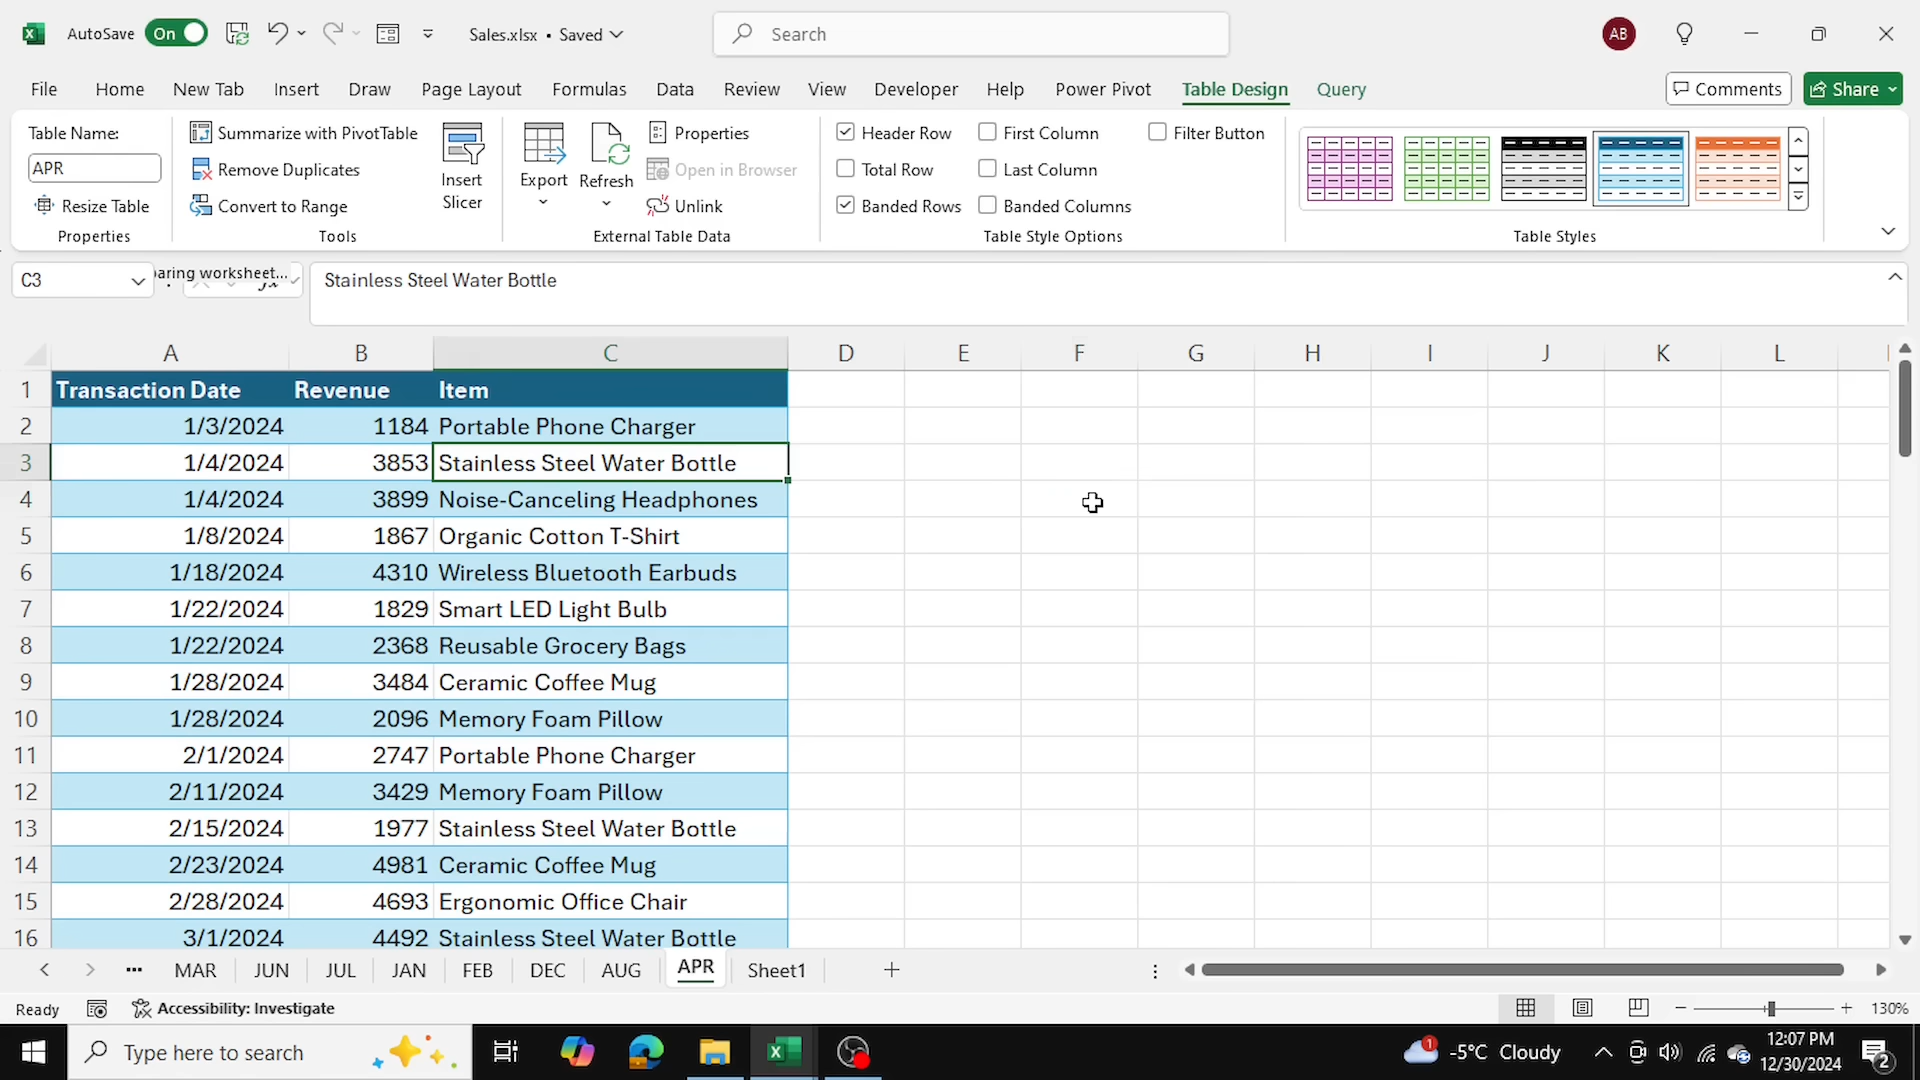 AutoSave On Sales.xlsx • Saved Search AB
File Home New Tab Insert Draw Page Layout Formulas Data Review View Developer Help Power Pivot Table Design Query Comments Share
Table Name: Summarize with PivotTable Properties Header Row First Column Filter Button
APR Remove Duplicates Insert Slicer Export Refresh Open in Browser Total Row Last Column
Resize Table Convert to Range Unlink Banded Rows Banded Columns
Properties Tools External Table Data Table Style Options Table Styles
C3 aring worksheet... fx Stainless Steel Water Bottle
A B C D E F G H I J K L
1 Transaction Date Revenue Item
2 1/3/2024 1184 Portable Phone Charger
3 1/4/2024 3853 Stainless Steel Water Bottle
4 1/4/2024 3899 Noise-Canceling Headphones
5 1/8/2024 1867 Organic Cotton T-Shirt
6 1/18/2024 4310 Wireless Bluetooth Earbuds
7 1/22/2024 1829 Smart LED Light Bulb
8 1/22/2024 2368 Reusable Grocery Bags
9 1/28/2024 3484 Ceramic Coffee Mug
10 1/28/2024 2096 Memory Foam Pillow
11 2/1/2024 2747 Portable Phone Charger
12 2/11/2024 3429 Memory Foam Pillow
13 2/15/2024 1977 Stainless Steel Water Bottle
14 2/23/2024 4981 Ceramic Coffee Mug
15 2/28/2024 4693 Ergonomic Office Chair
16 3/1/2024 4492 Stainless Steel Water Bottle
... MAR JUN JUL JAN FEB DEC AUG APR Sheet1
Ready Accessibility: Investigate 130%
Type here to search 1 -5°C Cloudy 12:07 PM
12/30/2024 2